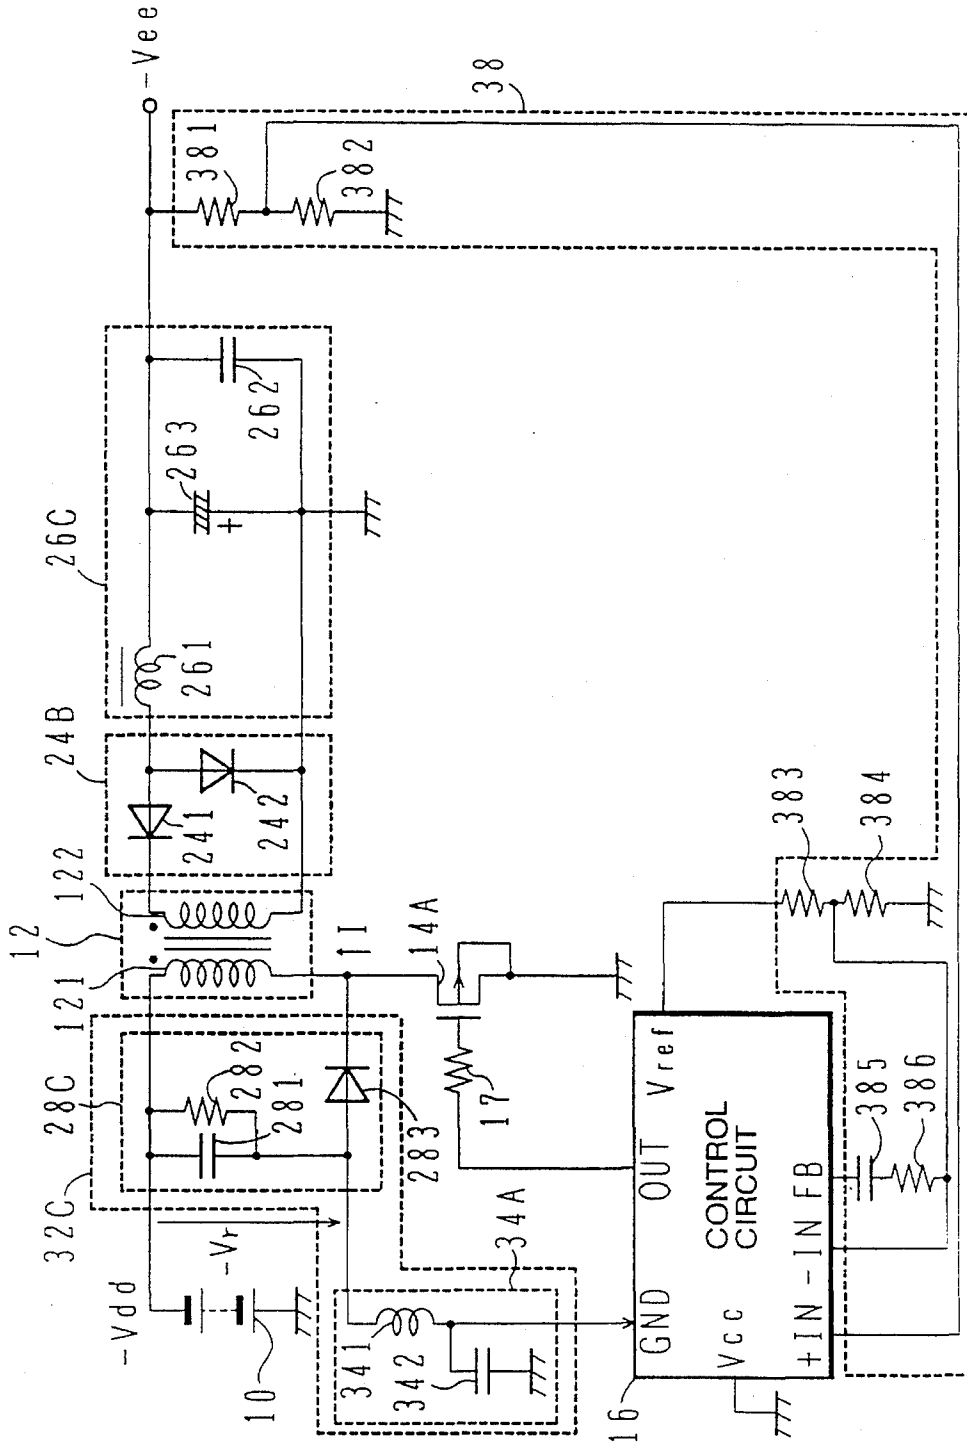 32C
28C
12
121
122
24B
26C
-Vee
-Vdd
-Vr
282
281
283
241
242
261
263
262
381
382
38
10
341
342
34A
↑I
14A
17
16
GND
OUT
Vref
Vcc
CONTROL
CIRCUIT
+IN
-IN
FB
383
384
385
386
+